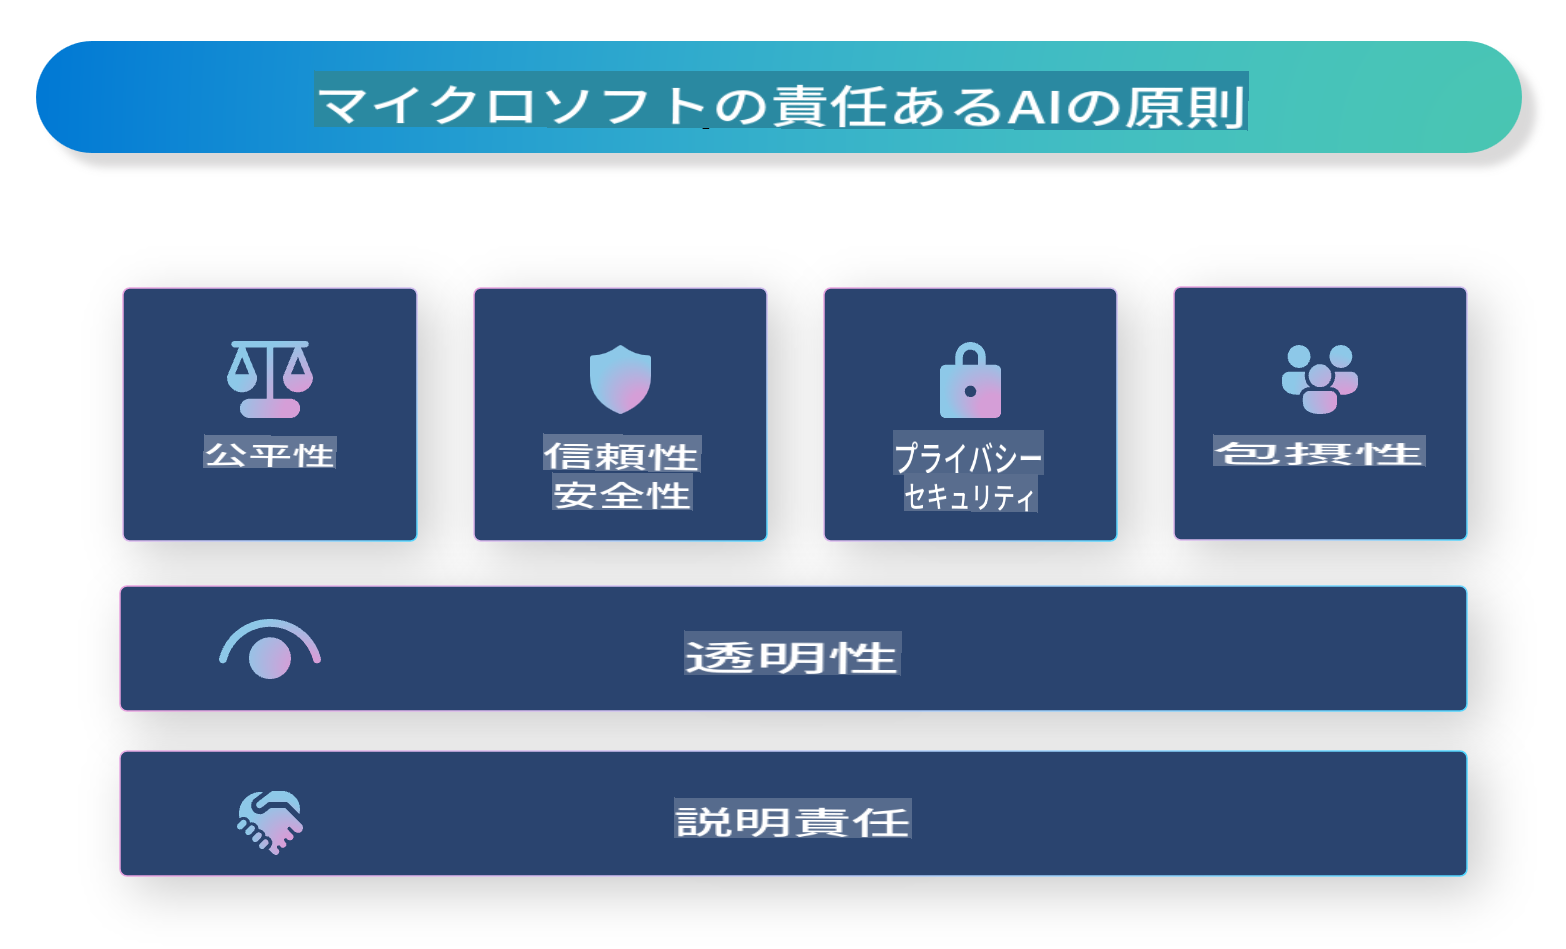 マイクロソフトの責任あるAIの原則
公平性
信頼性
安全性
プライバシー
セキュリティ
包摂性
透明性
説明責任